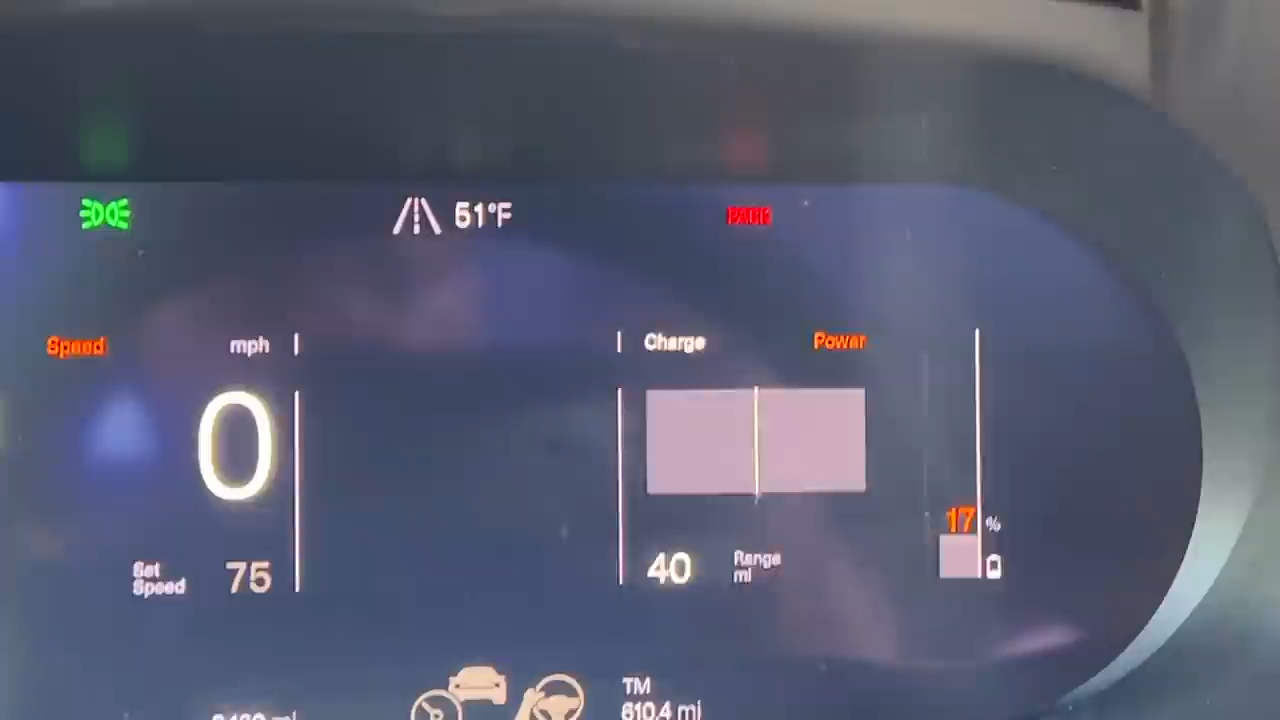 51°F
PARK
Speed mph
Charge Power
0
17 %
Set Speed 75
40 Range mi
TM
610.4 mi